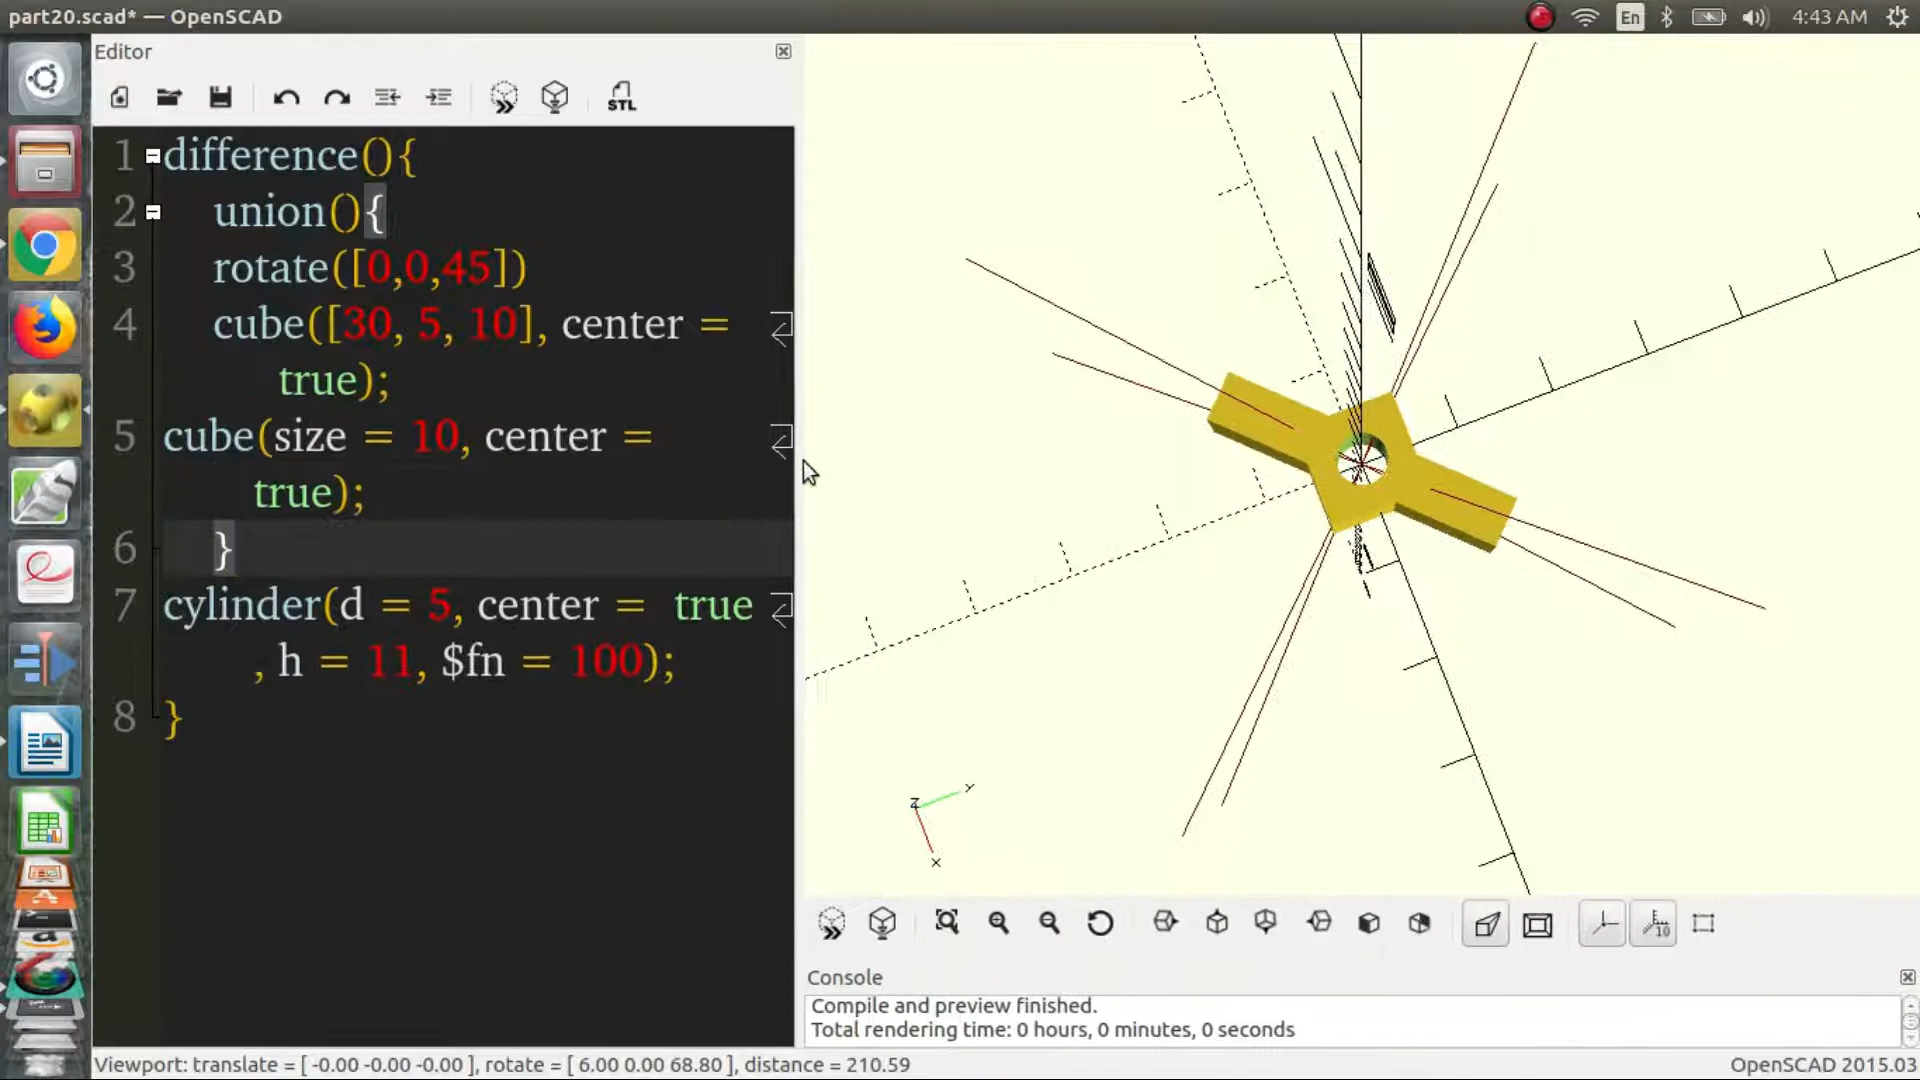 part20.scad* — OpenSCAD
En
4:43 AM
Editor
STL
1 difference(){
2 union(){
3 rotate([0,0,45])
4 cube([30, 5, 10], center =
true);
5 cube(size = 10, center =
true);
6 }
7 cylinder(d = 5, center = true
, h = 11, $fn = 100);
8 }
Z
Y
X
10
Console
Compile and preview finished.
Total rendering time: 0 hours, 0 minutes, 0 seconds
Viewport: translate = [ -0.00 -0.00 -0.00 ], rotate = [ 6.00 0.00 68.80 ], distance = 210.59
OpenSCAD 2015.03